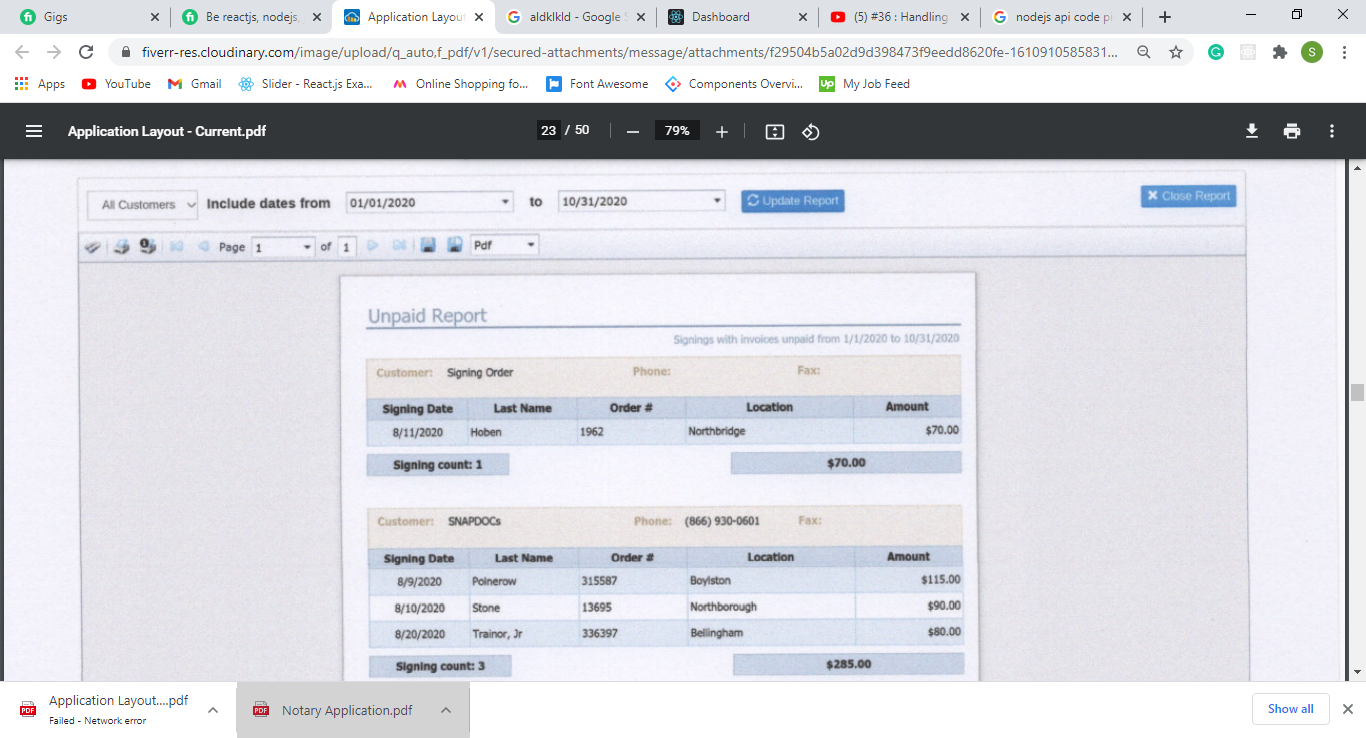 Gigs
Be reactjs, nodejs,
Application Layout
aldklkld - Google S
Dashboard
(5) #36 : Handling
nodejs api code pi
fiverr-res.cloudinary.com/image/upload/q_auto,f_pdf/v1/secured-attachments/message/attachments/f29504b5a02d9d398473f9eedd8620fe-1610910585831...
S
Apps
YouTube
Gmail
Slider - React.js Exa...
Online Shopping fo...
Font Awesome
Components Overvi...
Up
My Job Feed
Application Layout - Current.pdf
23 / 50
79%
All Customers
Include dates from
01/01/2020
to
10/31/2020
Update Report
Close Report
Page 1 of 1
Pdf
Unpaid Report
Signings with invoices unpaid from 1/1/2020 to 10/31/2020
Customer: Signing Order Phone: Fax:
Signing Date Last Name Order # Location Amount
8/11/2020 Hoben 1962 Northbridge $70.00
Signing count: 1 $70.00
Customer: SNAPDOCs Phone: (866) 930-0601 Fax:
Signing Date Last Name Order # Location Amount
8/9/2020 Polnerow 315587 Boylston $115.00
8/10/2020 Stone 13695 Northborough $90.00
8/20/2020 Trainor, Jr 336397 Bellingham $80.00
Signing count: 3 $285.00
PDF
Application Layout....pdf
Failed - Network error
PDF
Notary Application.pdf
Show all